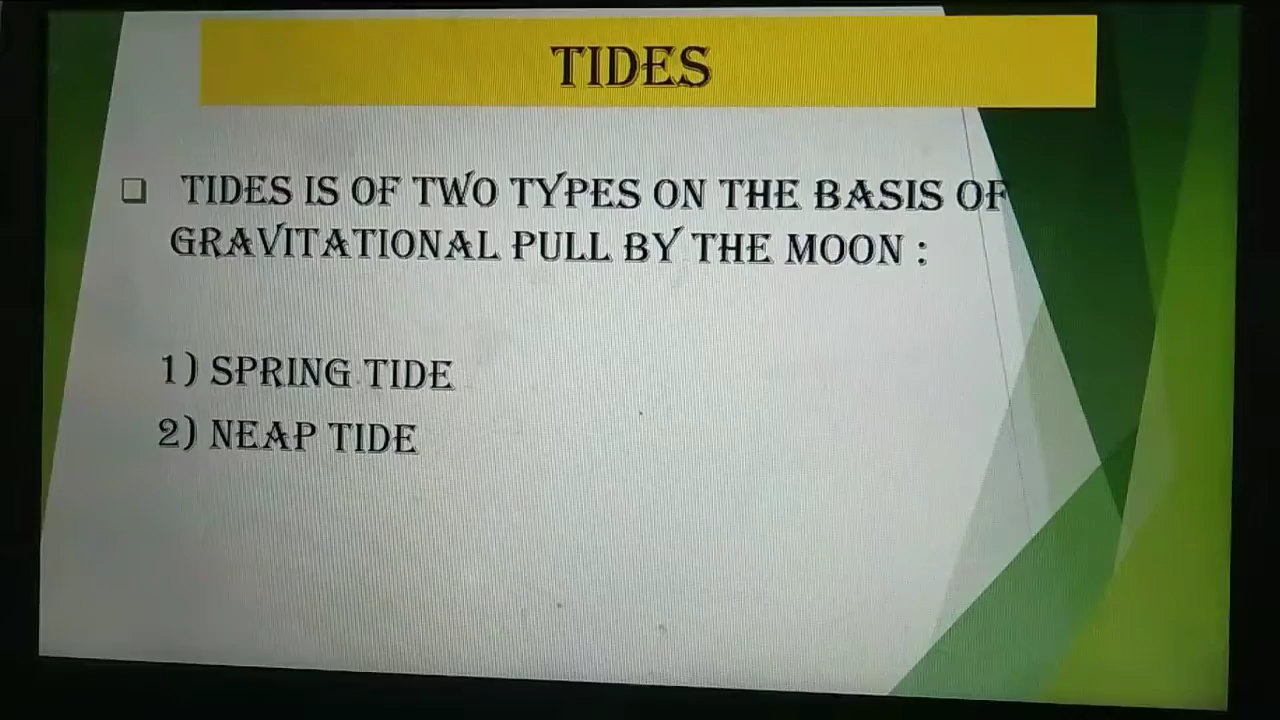 TIDES
TIDES IS OF TWO TYPES ON THE BASIS OF
GRAVITATIONAL PULL BY THE MOON :
1) SPRING TIDE
2) NEAP TIDE